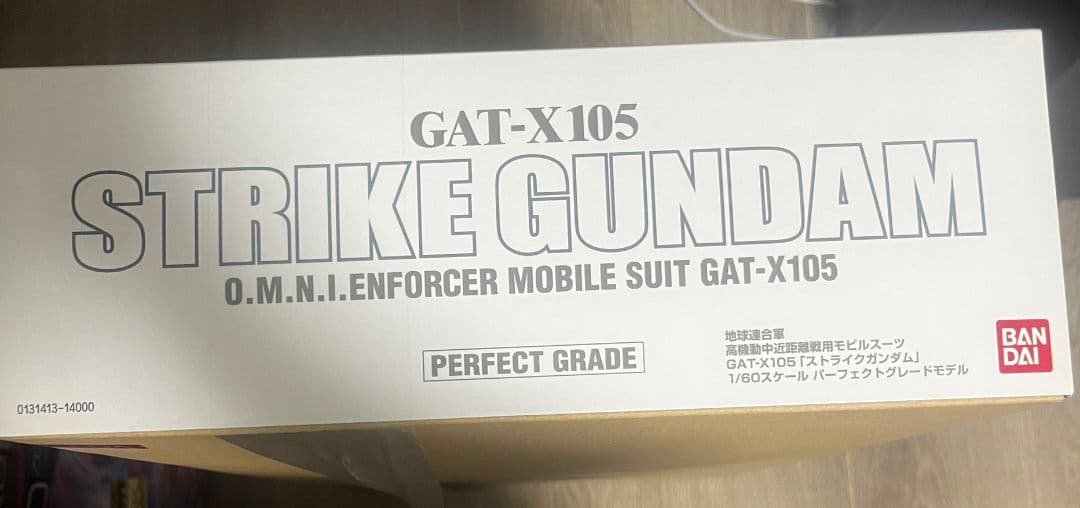 GAT-X105
STRIKE GUNDAM
O.M.N.I.ENFORCER MOBILE SUIT GAT-X105
PERFECT GRADE
地球連合軍
高機動中近距離戦用モビルスーツ
GAT-X105「ストライクガンダム」
1/60スケール パーフェクトグレードモデル
BAN
DAI
0131413-14000